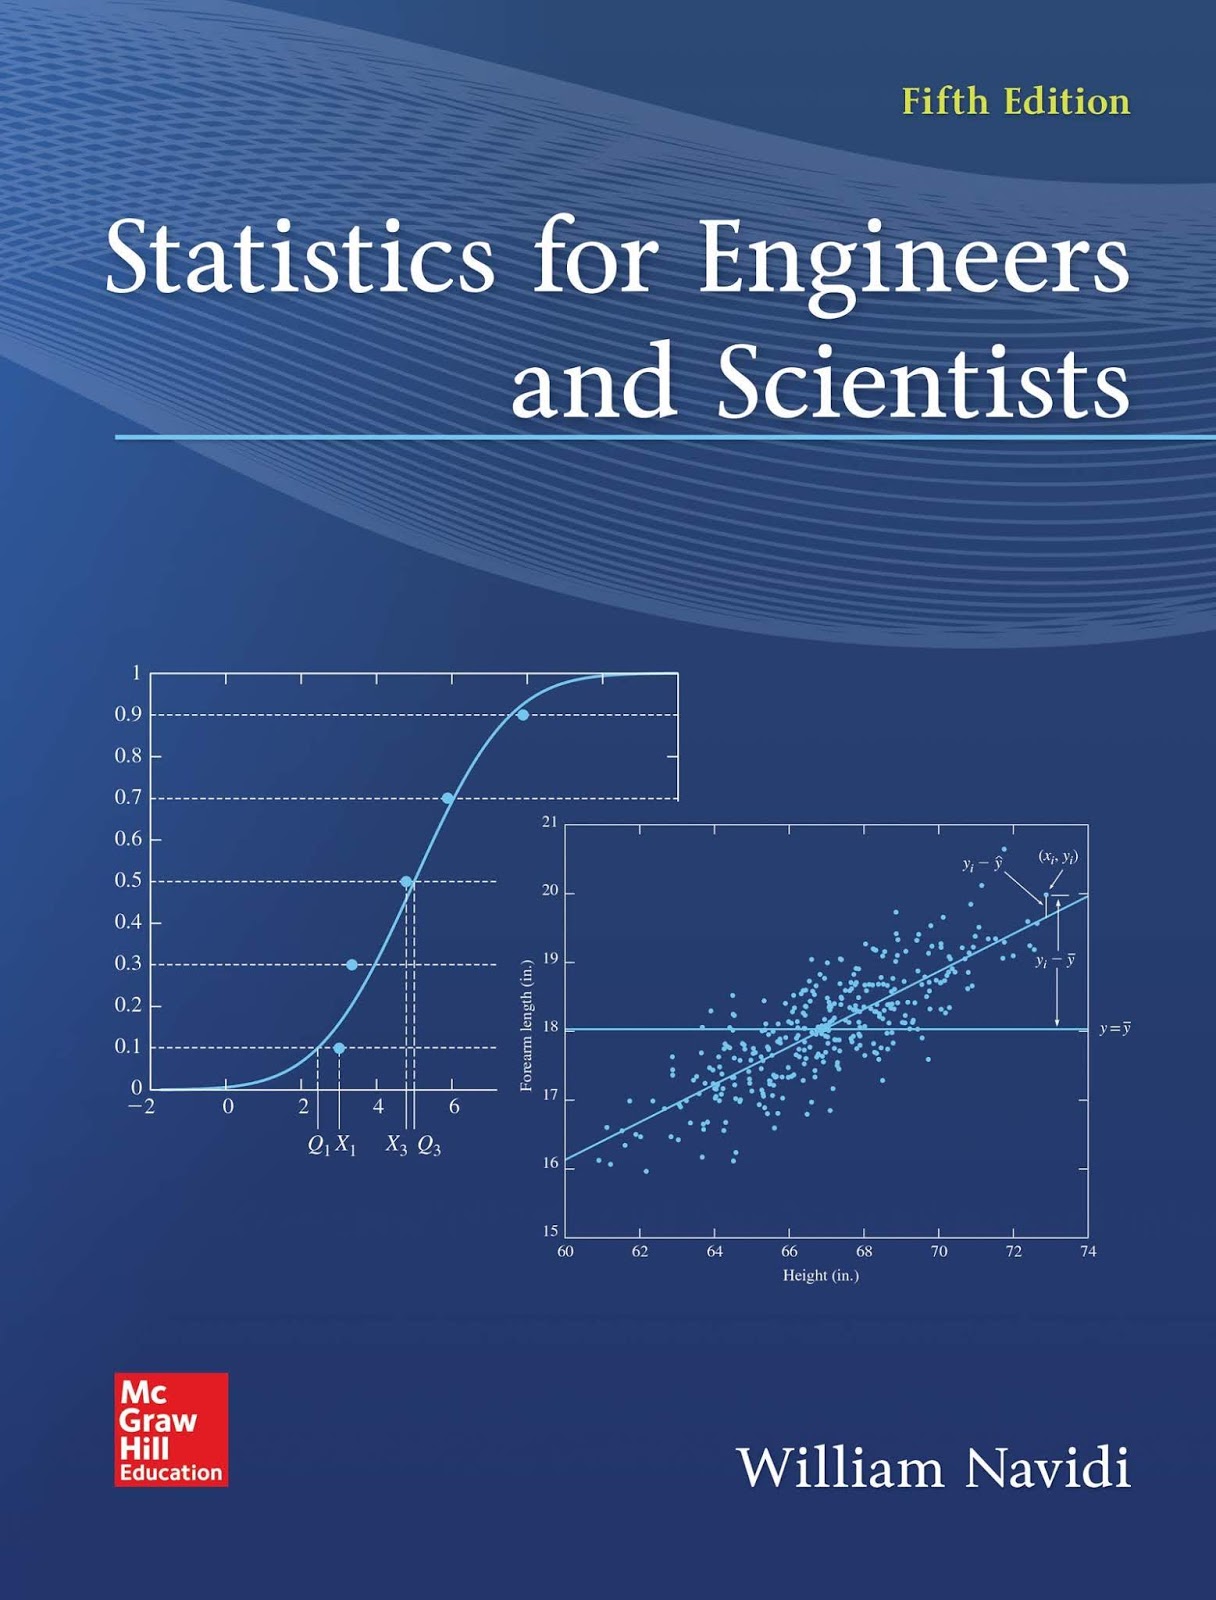 Fifth Edition
Statistics for Engineers
and Scientists
1
0.9
0.8
0.7
0.6
0.5
0.4
0.3
0.2
0.1
0
−2 0 2 4 6
Q1 X1 X3 Q3
21
20
19
18
17
16
15
Forearm length (in.)
yi − ŷ
(xi, yi)
yi − y̅
y = y̅
60 62 64 66 68 70 72 74
Height (in.)
Mc
Graw
Hill
Education
William Navidi